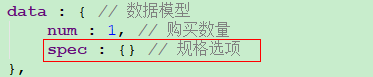 data : { // 数据模型
num : 1, // 购买数量
spec : {} // 规格选项
},